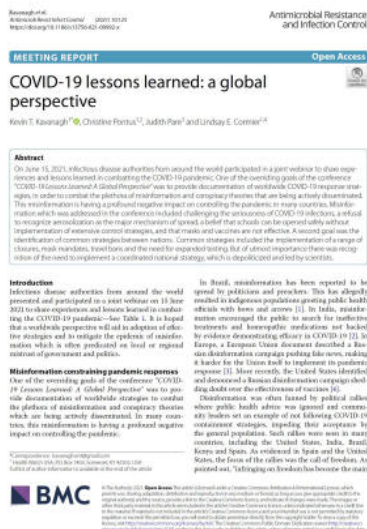 Kavanagh et al.
Antimicrobial Resist Infect Control (2021) 10:125
Antimicrobial Resistance
and Infection Control
MEETING REPORT
Open Access
COVID-19 lessons learned: a global
perspective
Kevin T. Kavanagh, Christine Pontus, Judith Pare and Lindsay E. Cormier
Abstract
On June 15, 2021, infectious disease authorities from around the world participated in a joint webinar to share experi-
ences and lessons learned in combatting the COVID-19 pandemic. One of the overriding goals of the conference
"COVID-19 Lessons Learned: A Global Perspective" was to provide documentation of worldwide COVID-19 response strat-
egies, in order to combat the plethora of misinformation and conspiracy theories that are being actively disseminated.
This misinformation is having a profound negative impact on controlling the pandemic in many countries. Misinfor-
mation which was addressed in the conference included challenging the seriousness of COVID-19 infections, a refusal
to recognize aerosolization as the major mechanism of spread, a belief that schools can be opened safely without
implementation of extensive control strategies, and that masks and vaccines are not effective. A second goal was the
identification of common strategies between nations. Common strategies included the implementation of a range of
closures, mask mandates, travel bans and the need for expanded testing. But of utmost importance there was recogni-
tion of the need to implement a coordinated national strategy, which is depoliticized and led by scientists.
Introduction
Infectious disease authorities from around the world
presented and participated in a joint webinar on 15 June
2021 to share experiences and lessons learned in combat-
ting the COVID-19 pandemic—See Table 1. It is hoped
that a worldwide perspective will aid in adoption of effec-
tive strategies and to mitigate the epidemic of misinfor-
mation which is often predicated on local or regional
mistrust of government and politics.
Misinformation constraining pandemic responses
One of the overriding goals of the conference "COVID-
19 Lessons Learned: A Global Perspective" was to pro-
vide documentation of worldwide strategies to combat
the plethora of misinformation and conspiracy theories
which are being actively disseminated. In many coun-
tries, this misinformation is having a profound negative
impact on controlling the pandemic.
In Brazil, misinformation has been reported to be
spread by politicians and preachers. This has allegedly
resulted in indigenous populations greeting public health
officials with bows and arrows [1]. In India, misinfor-
mation encouraged the public to search for ineffective
treatments and homeopathic medications not backed
by evidence demonstrating efficacy in COVID-19 [2]. In
Europe, a European Union document described a Rus-
sian disinformation campaign pushing fake news, making
it harder for the Union itself to implement its pandemic
response [3]. More recently, the United States identified
and denounced a Russian disinformation campaign shed-
ding doubt over the effectiveness of vaccines [4].
Disinformation was often fanned by political rallies
where public health advice was ignored and commu-
nity leaders set an example of not following COVID-19
containment strategies, impeding their acceptance by
the general population. Such rallies were seen in many
countries, including the United States, India, Brazil,
Kenya and Spain. As evidenced in Spain and the United
States, the focus of the rallies was the call of freedom. As
pointed out, "Infringing on freedom has become the main
BMC